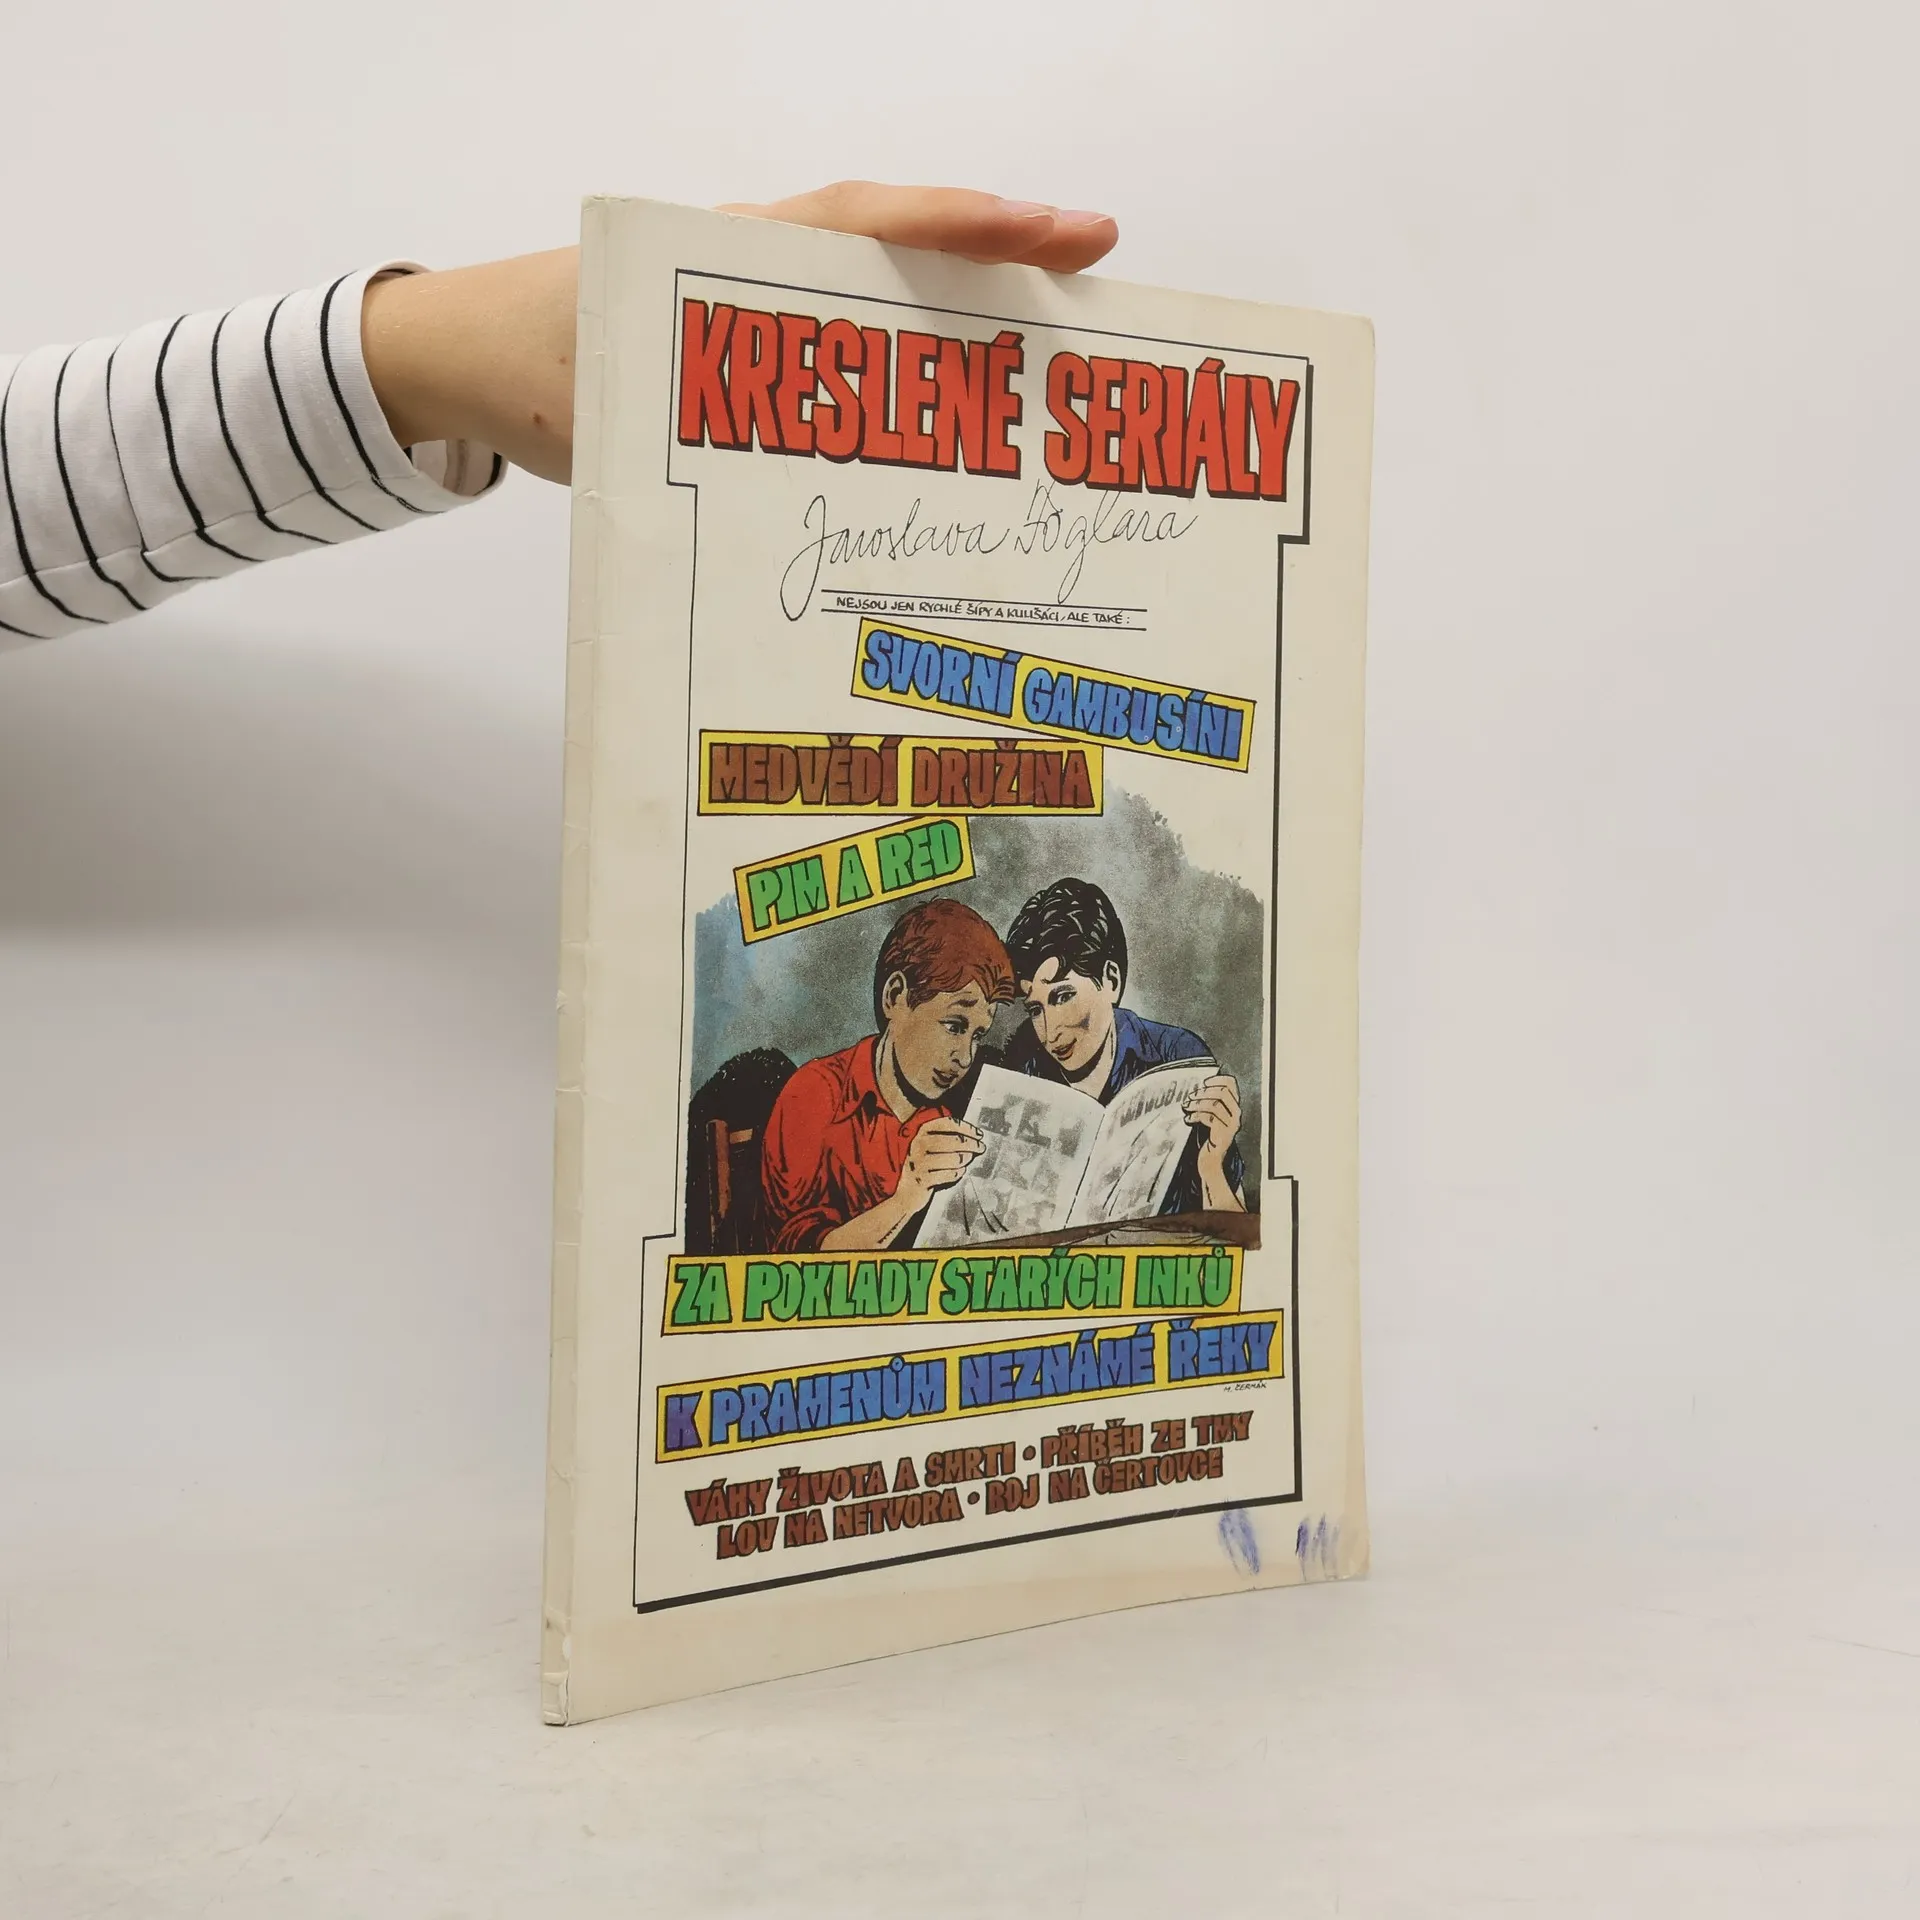 KRESLENÉ SERIÁLY
Jaroslava Foglara
NEJSOU JEN RYCHLÉ ŠÍPY A KULIŠÁCI, ALE TAKÉ:
SVORNÍ GAMBUSÍNI
MEDVĚDÍ DRUŽINA
PIM A RED
ZA POKLADY STARÝCH INKŮ
K PRAMENŮM NEZNÁMÉ ŘEKY
M. ČERMÁK
VÁHY ŽIVOTA A SMRTI • PŘÍBĚH ZE TMY
LOV NA NETVORA • BOJ NA ČERTOVCE